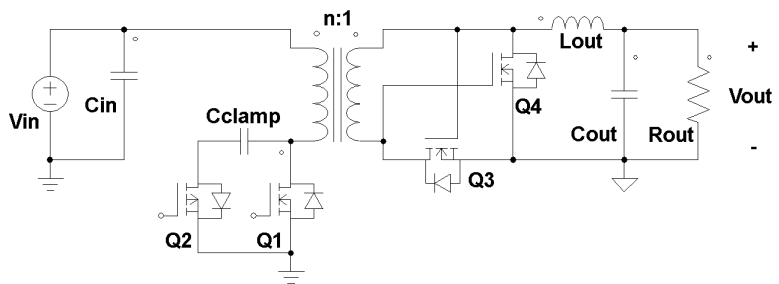 n:1
Lout
+
Vin
Cin
Q4
Vout
Cclamp
Cout
Rout
-
Q3
Q2
Q1